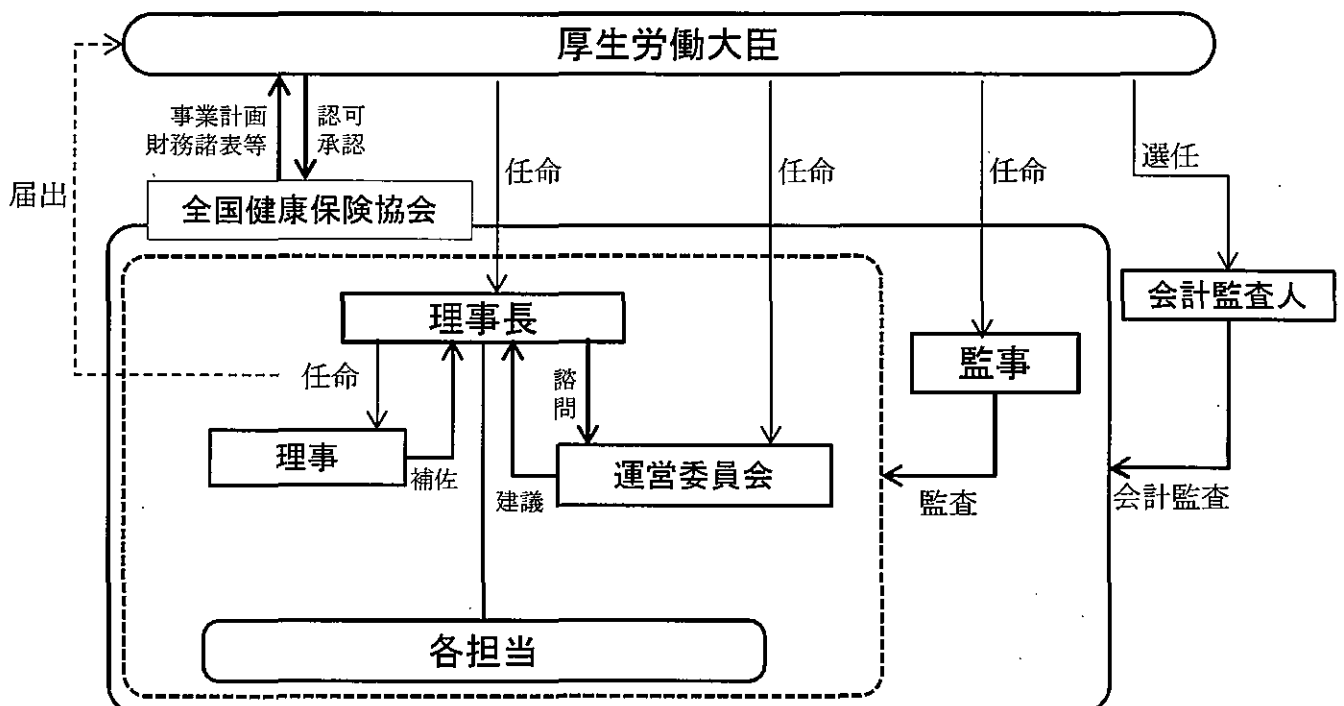 厚生労働大臣
事業計画
財務諸表等
認可
承認
任命
任命
任命
選任
届出
全国健康保険協会
会計監査人
理事長
監事
任命
諮問
理事
補佐
建議
運営委員会
監査
会計監査
各担当